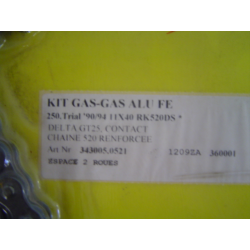 KIT GAS-GAS ALU FE
250.Trial '90/94 11X40 RK520DS *
DELTA GT25. CONTACT
CHAINE 520 RENFORCEE
Art Nr 343005.0521 12092A 360001
ESPACE 2 ROUES